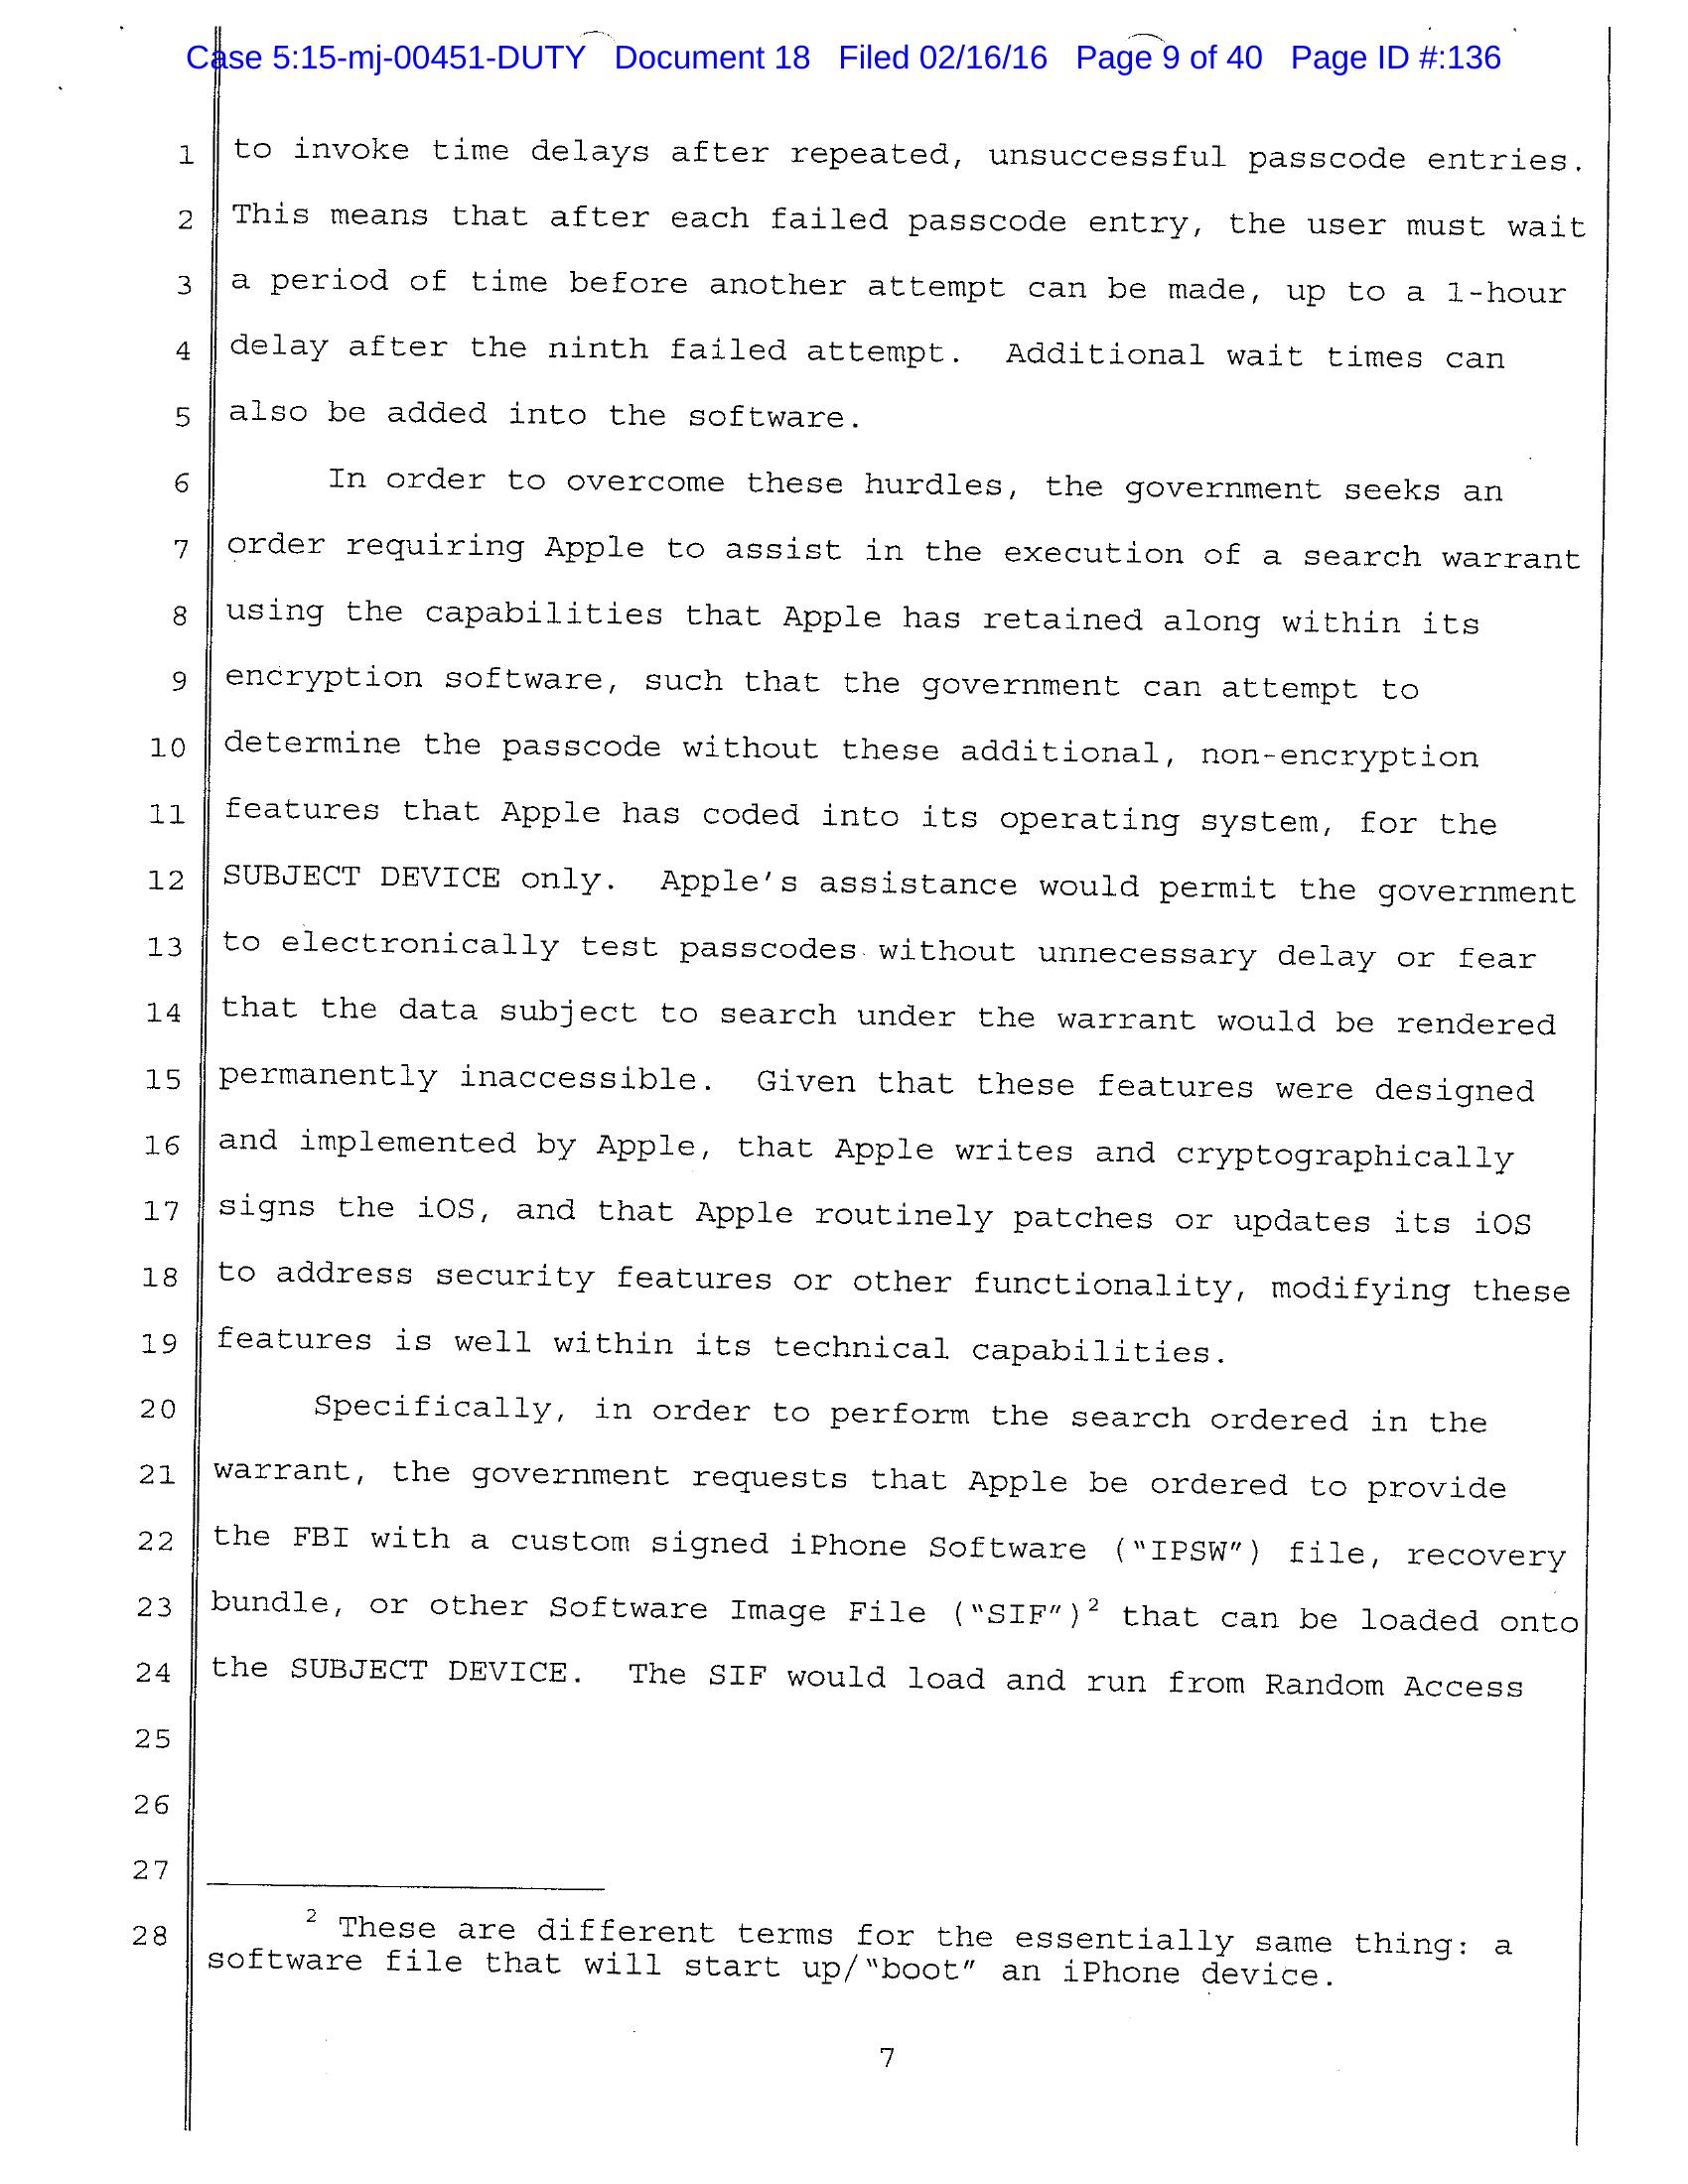 Case 5:15-mj-00451-DUTY Document 18 Filed 02/16/16 Page 9 of 40 Page ID #:136
1 to invoke time delays after repeated, unsuccessful passcode entries.
2 This means that after each failed passcode entry, the user must wait
3 a period of time before another attempt can be made, up to a 1-hour
4 delay after the ninth failed attempt. Additional wait times can
5 also be added into the software.
6 In order to overcome these hurdles, the government seeks an
7 order requiring Apple to assist in the execution of a search warrant
8 using the capabilities that Apple has retained along within its
9 encryption software, such that the government can attempt to
10 determine the passcode without these additional, non-encryption
11 features that Apple has coded into its operating system, for the
12 SUBJECT DEVICE only. Apple's assistance would permit the government
13 to electronically test passcodes without unnecessary delay or fear
14 that the data subject to search under the warrant would be rendered
15 permanently inaccessible. Given that these features were designed
16 and implemented by Apple, that Apple writes and cryptographically
17 signs the iOS, and that Apple routinely patches or updates its iOS
18 to address security features or other functionality, modifying these
19 features is well within its technical capabilities.
20 Specifically, in order to perform the search ordered in the
21 warrant, the government requests that Apple be ordered to provide
22 the FBI with a custom signed iPhone Software ("IPSW") file, recovery
23 bundle, or other Software Image File ("SIF")2 that can be loaded onto
24 the SUBJECT DEVICE. The SIF would load and run from Random Access
25
26
27
28 2 These are different terms for the essentially same thing: a
software file that will start up/"boot" an iPhone device.
7